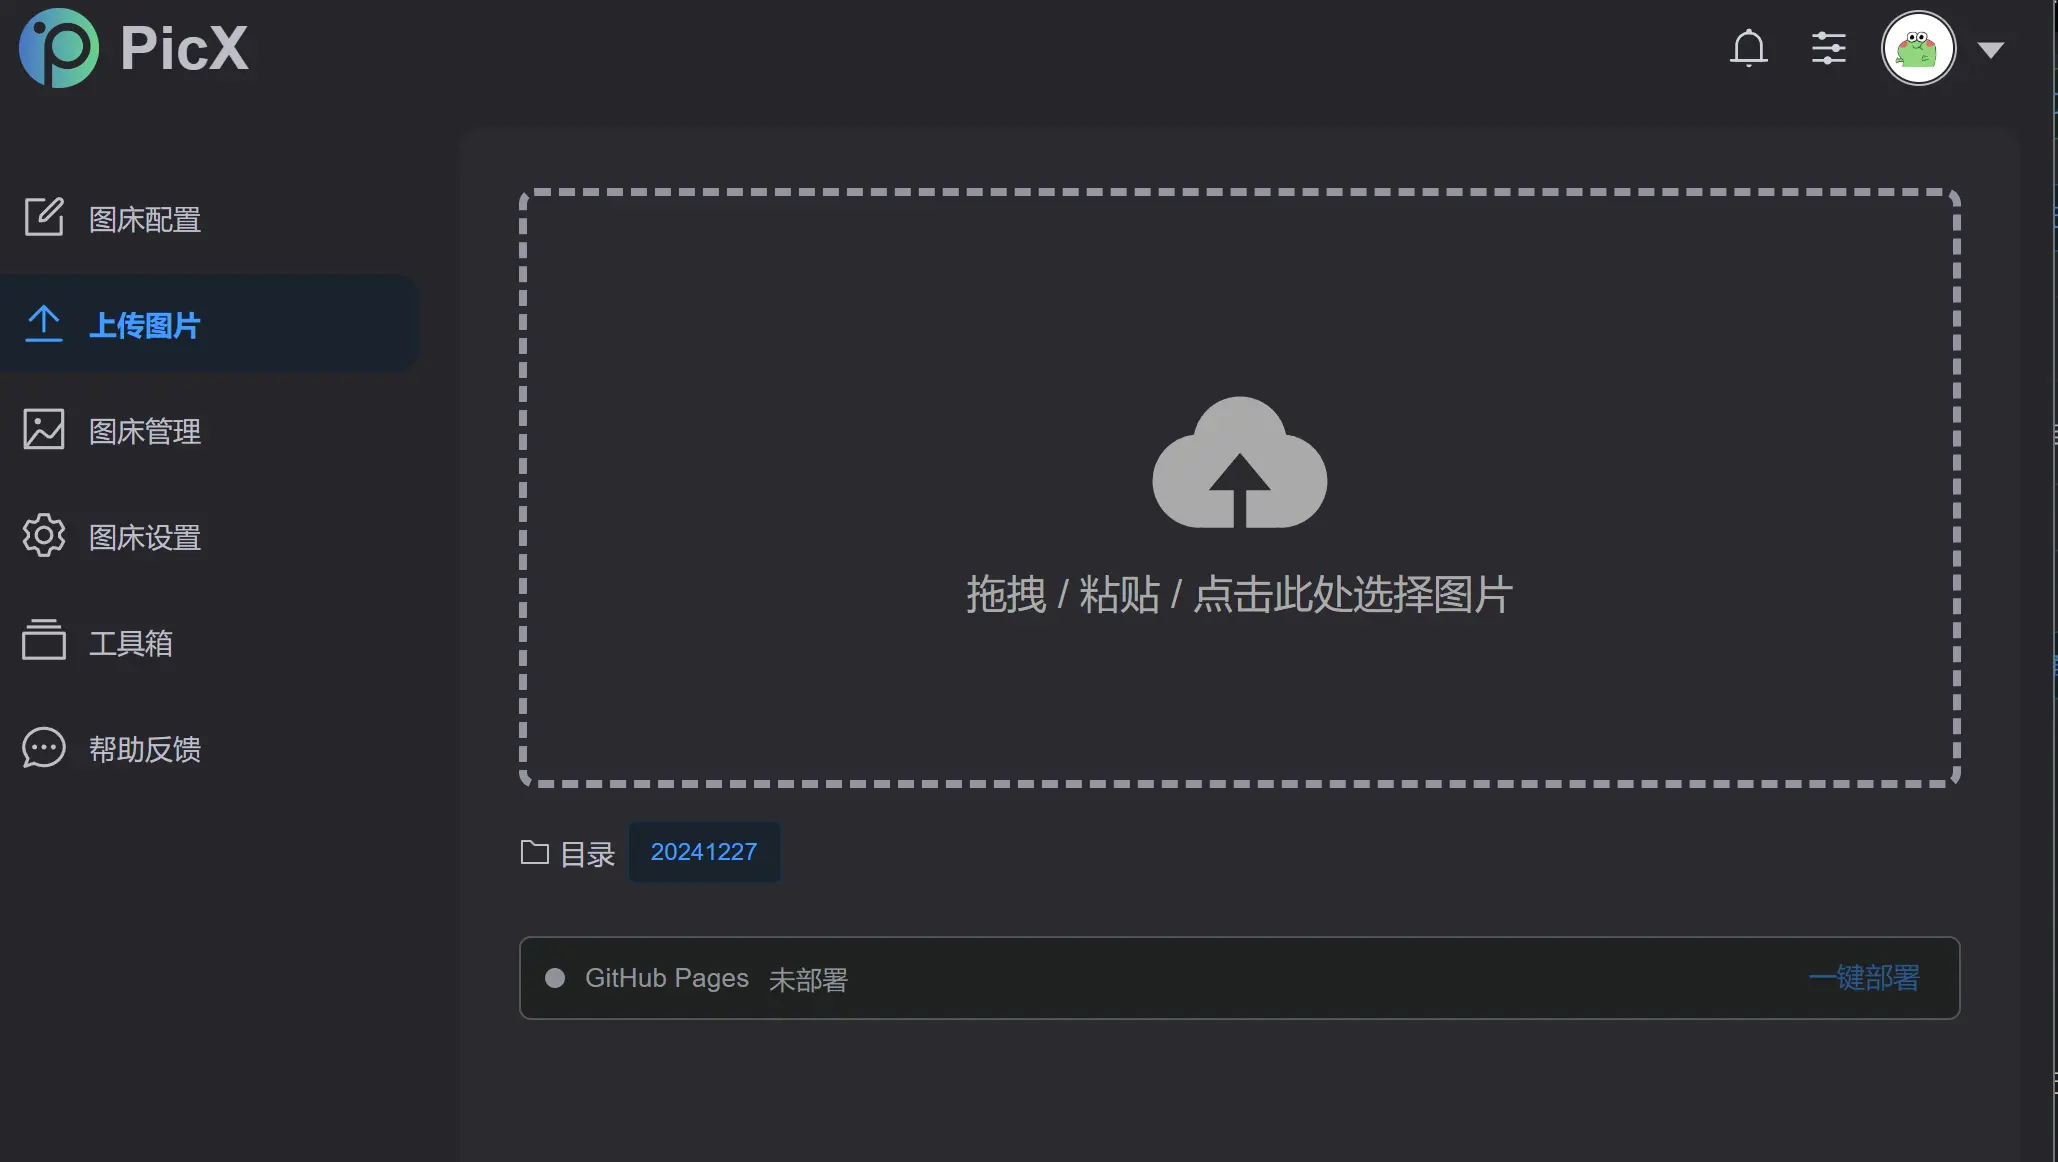 PicX
图床配置
上传图片
图床管理
图床设置
工具箱
帮助反馈
拖拽 / 粘贴 / 点击此处选择图片
目录 20241227
GitHub Pages 未部署 一键部署